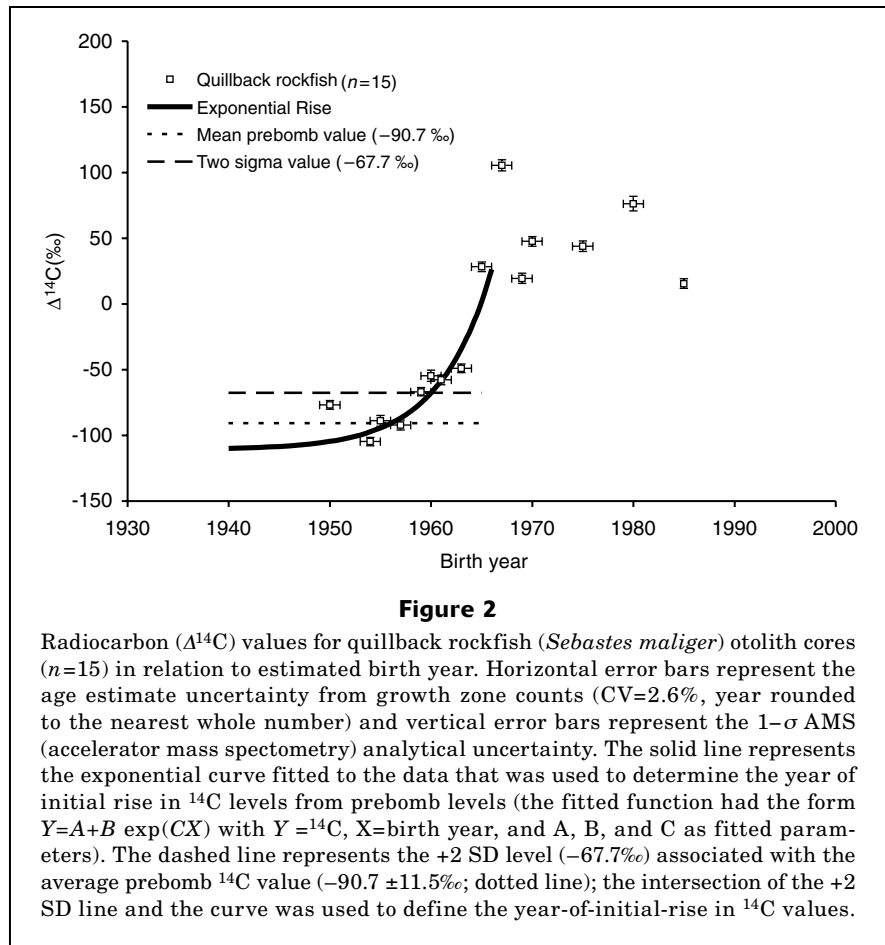 200
150
100
50
0
-50
-100
-150
Δ¹⁴C(‰)
Quillback rockfish (n=15)
Exponential Rise
Mean prebomb value (−90.7 ‰)
Two sigma value (−67.7 ‰)
1930 1940 1950 1960 1970 1980 1990 2000
Birth year
Figure 2
Radiocarbon (Δ¹⁴C) values for quillback rockfish (Sebastes maliger) otolith cores
(n=15) in relation to estimated birth year. Horizontal error bars represent the
age estimate uncertainty from growth zone counts (CV=2.6%, year rounded
to the nearest whole number) and vertical error bars represent the 1–σ AMS
(accelerator mass spectometry) analytical uncertainty. The solid line represents
the exponential curve fitted to the data that was used to determine the year of
initial rise in ¹⁴C levels from prebomb levels (the fitted function had the form
Y=A+B exp(CX) with Y =¹⁴C, X=birth year, and A, B, and C as fitted param-
eters). The dashed line represents the +2 SD level (−67.7‰) associated with the
average prebomb ¹⁴C value (−90.7 ±11.5‰; dotted line); the intersection of the +2
SD line and the curve was used to define the year-of-initial-rise in ¹⁴C values.